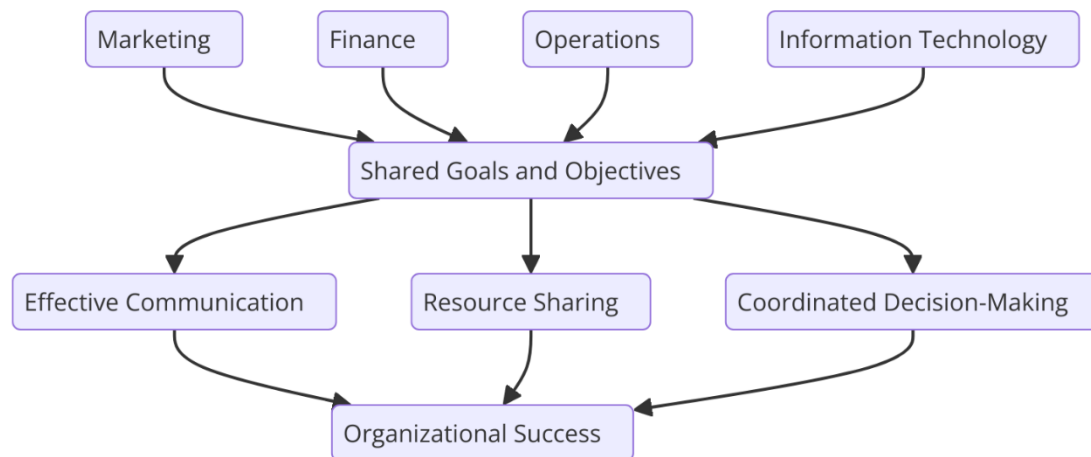 Marketing
Finance
Operations
Information Technology
Shared Goals and Objectives
Effective Communication
Resource Sharing
Coordinated Decision-Making
Organizational Success